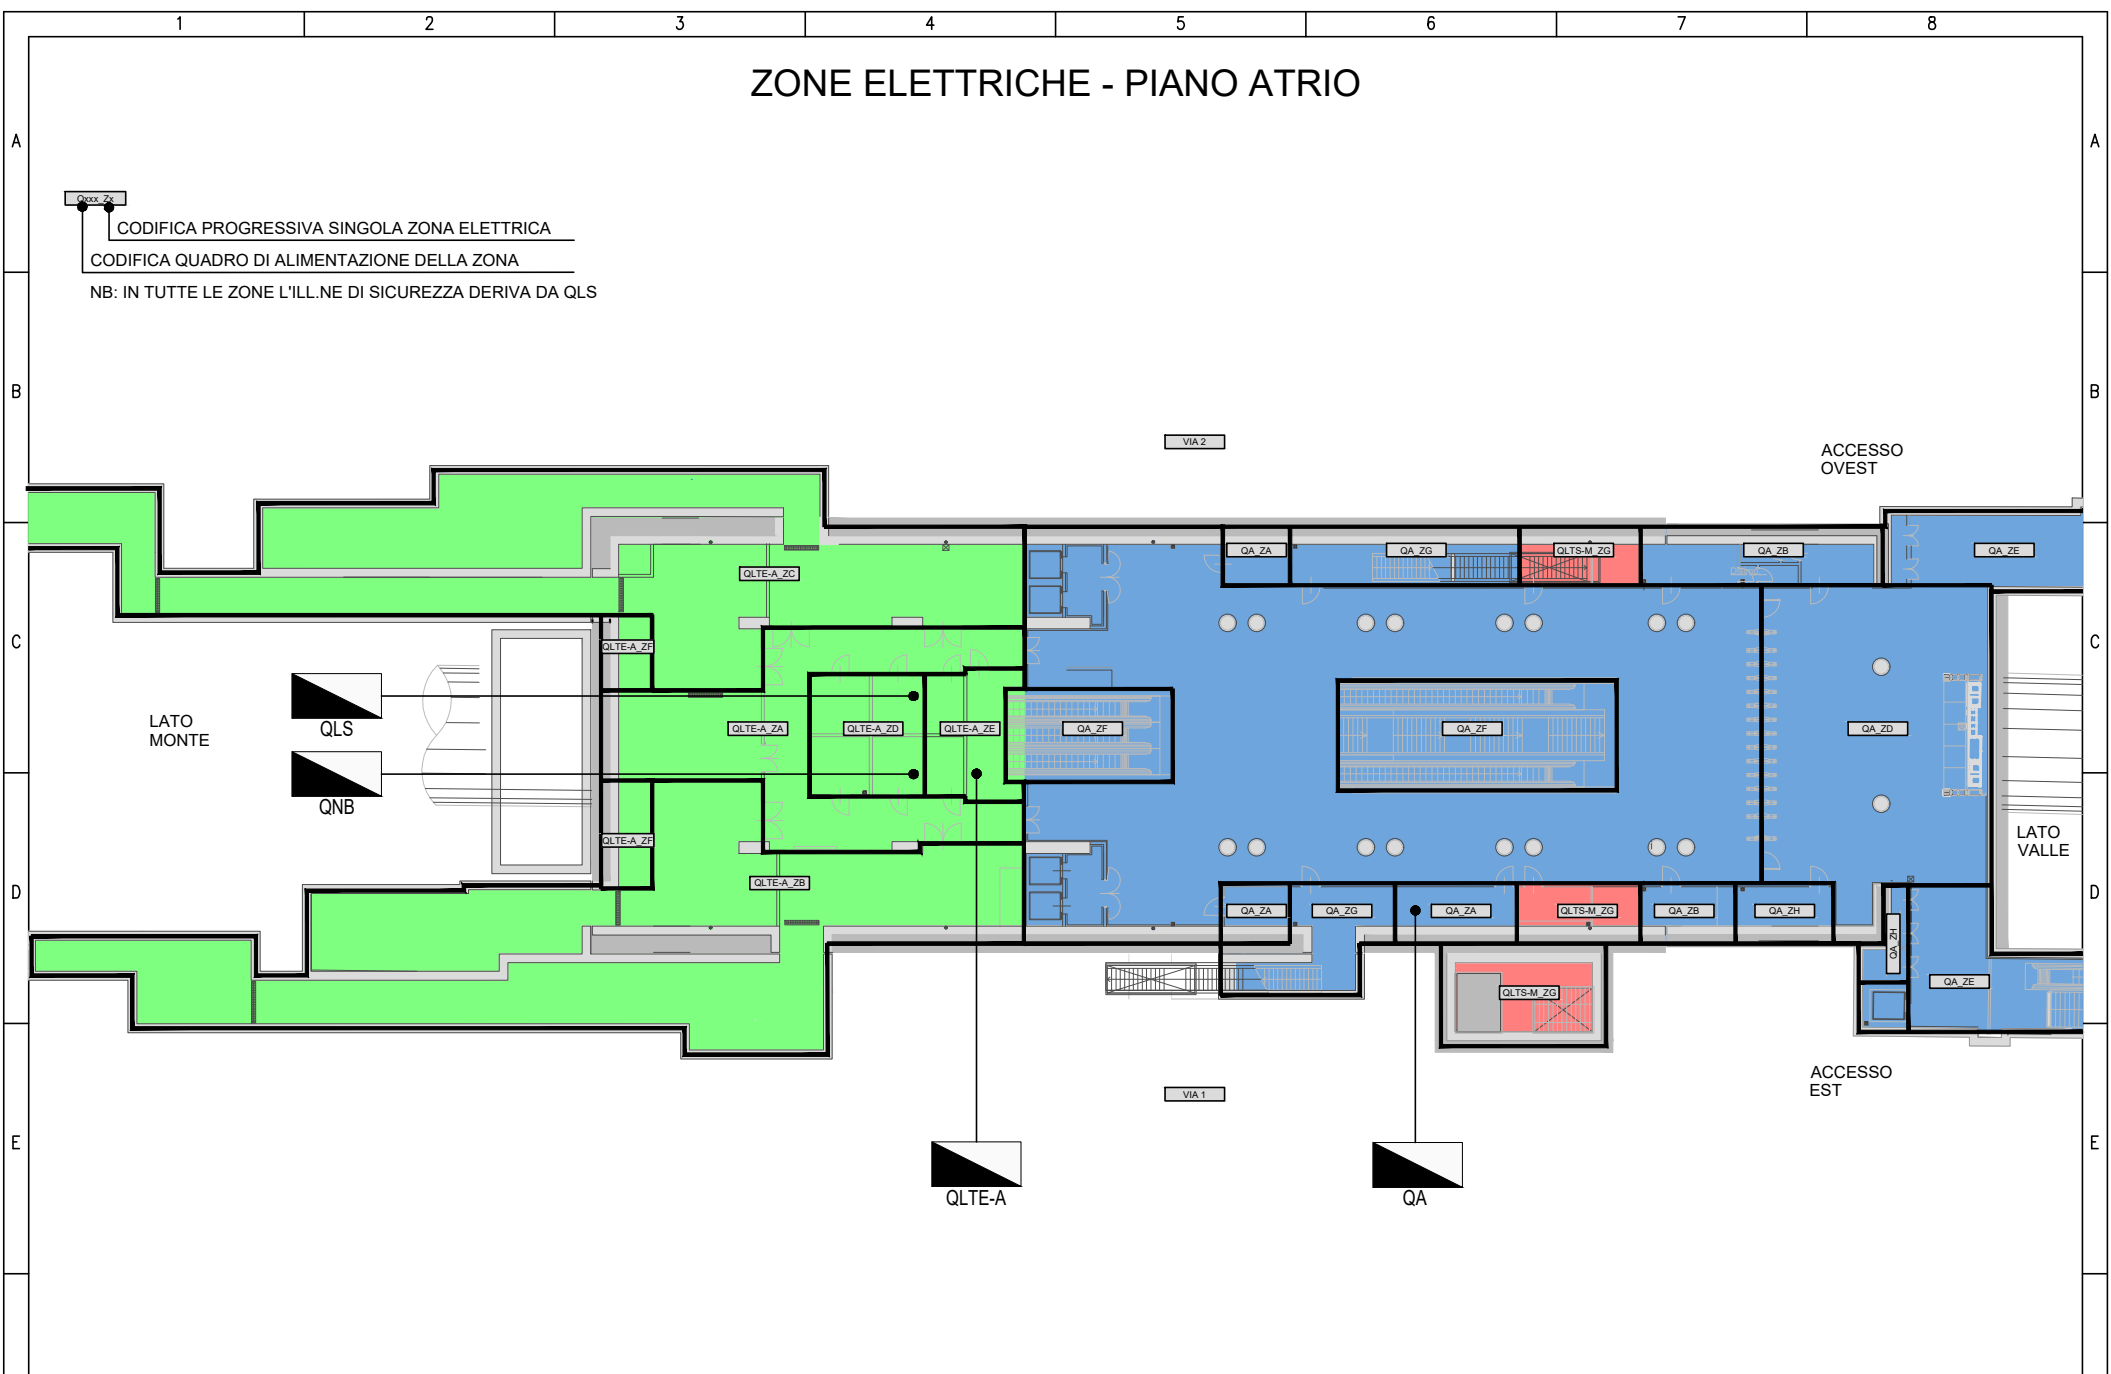 1 2 3 4 5 6 7 8
ZONE ELETTRICHE - PIANO ATRIO
A A
Qxxx_Zx
CODIFICA PROGRESSIVA SINGOLA ZONA ELETTRICA
CODIFICA QUADRO DI ALIMENTAZIONE DELLA ZONA
NB: IN TUTTE LE ZONE L'ILL.NE DI SICUREZZA DERIVA DA QLS
B B
VIA 2
ACCESSO
OVEST
QA_ZA QA_ZG QLTS-M_ZG QA_ZB QA_ZE
QLTE-A_ZC
C C
QLTE-A_ZF
QLS
LATO
MONTE
QLTE-A_ZA QLTE-A_ZD QLTE-A_ZE QA_ZF QA_ZF QA_ZD
QNB
QLTE-A_ZF
LATO
VALLE
QLTE-A_ZB
D D
QA_ZA QA_ZG QA_ZA QLTS-M_ZG QA_ZB QA_ZH
QA_ZH
QA_ZE
QLTS-M_ZG
ACCESSO
EST
VIA 1
E E
QLTE-A
QA